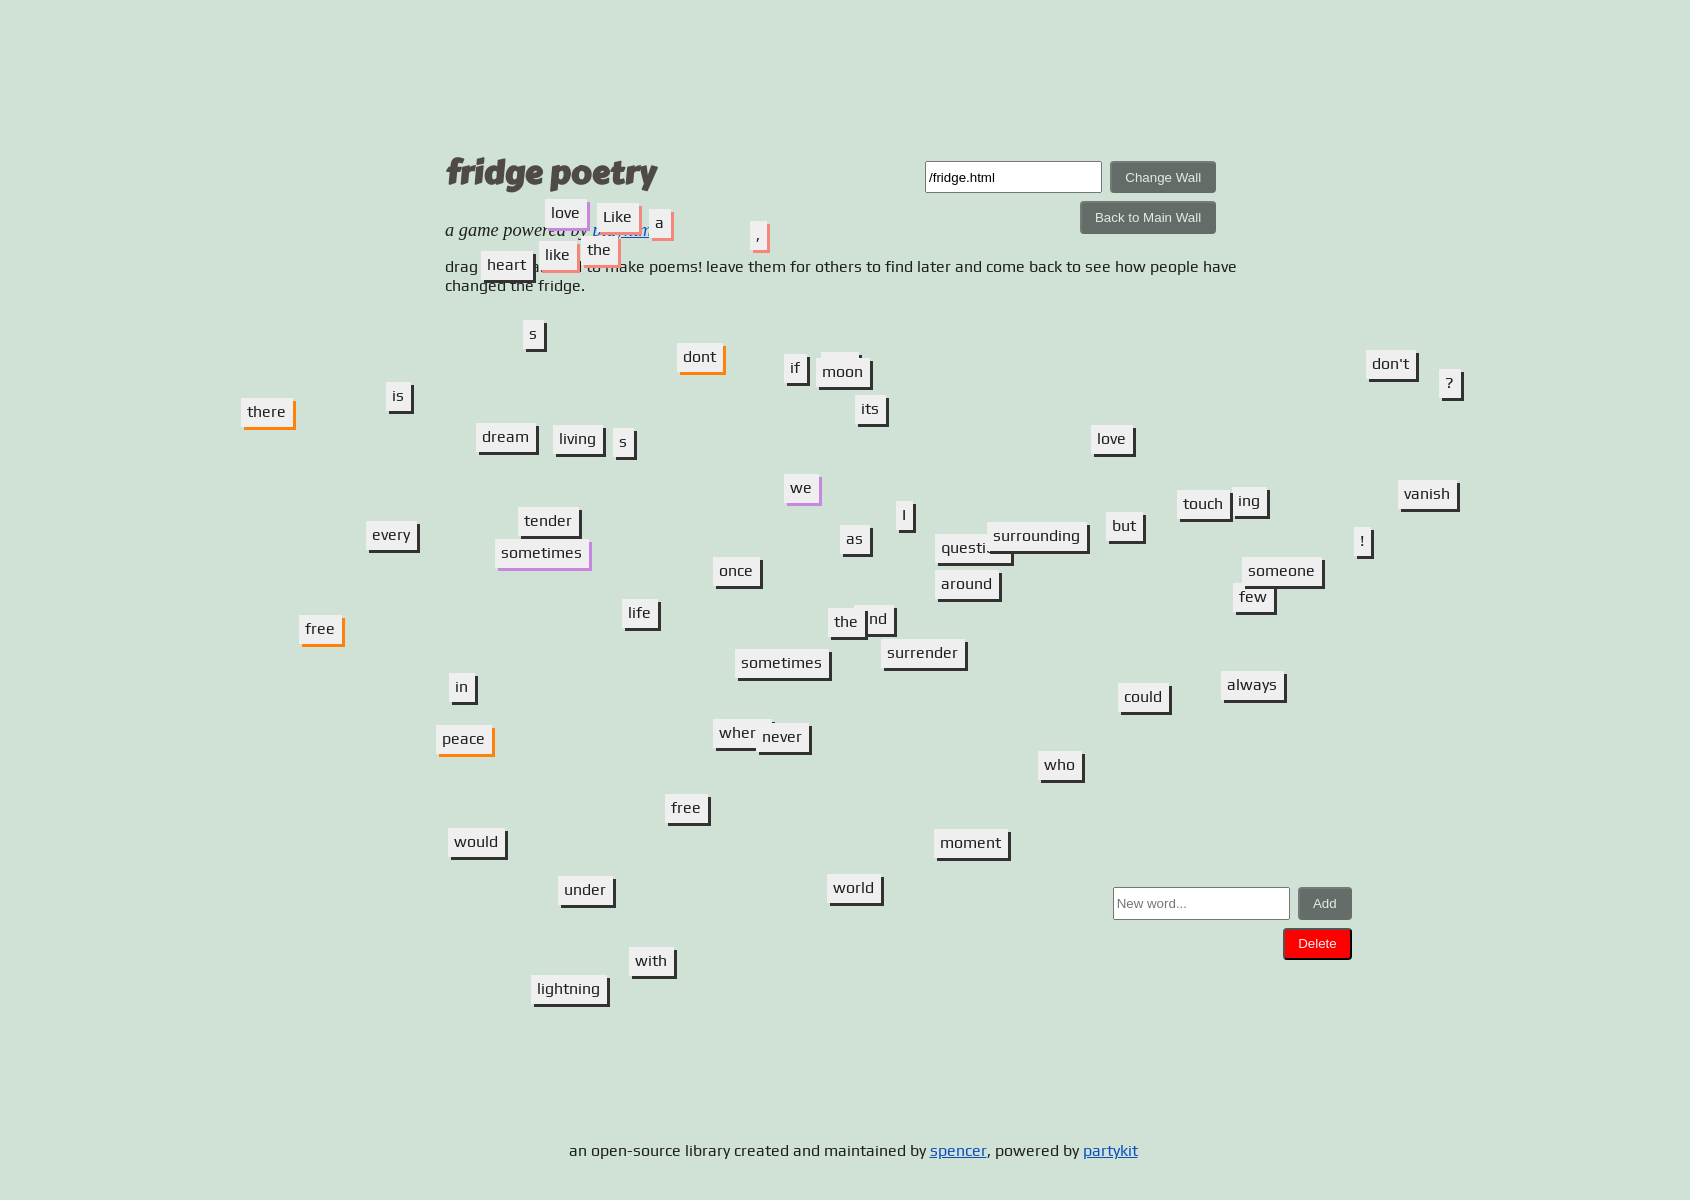 fridge poetry
/fridge.html
Change Wall
Back to Main Wall
love
Like
a
a game powered by
,
heart
like
the
drag to make poems! leave them for others to find later and come back to see how people have
changed the fridge.
s
dont
if
moon
don't
?
is
there
its
dream
living
s
love
we
vanish
touch
ing
I
tender
every
sometimes
as
surrounding
but
!
once
around
someone
few
life
free
the
surrender
sometimes
in
could
always
peace
never
who
free
would
moment
under
world
New word...
Add
Delete
with
lightning
an open-source library created and maintained by spencer, powered by partykit